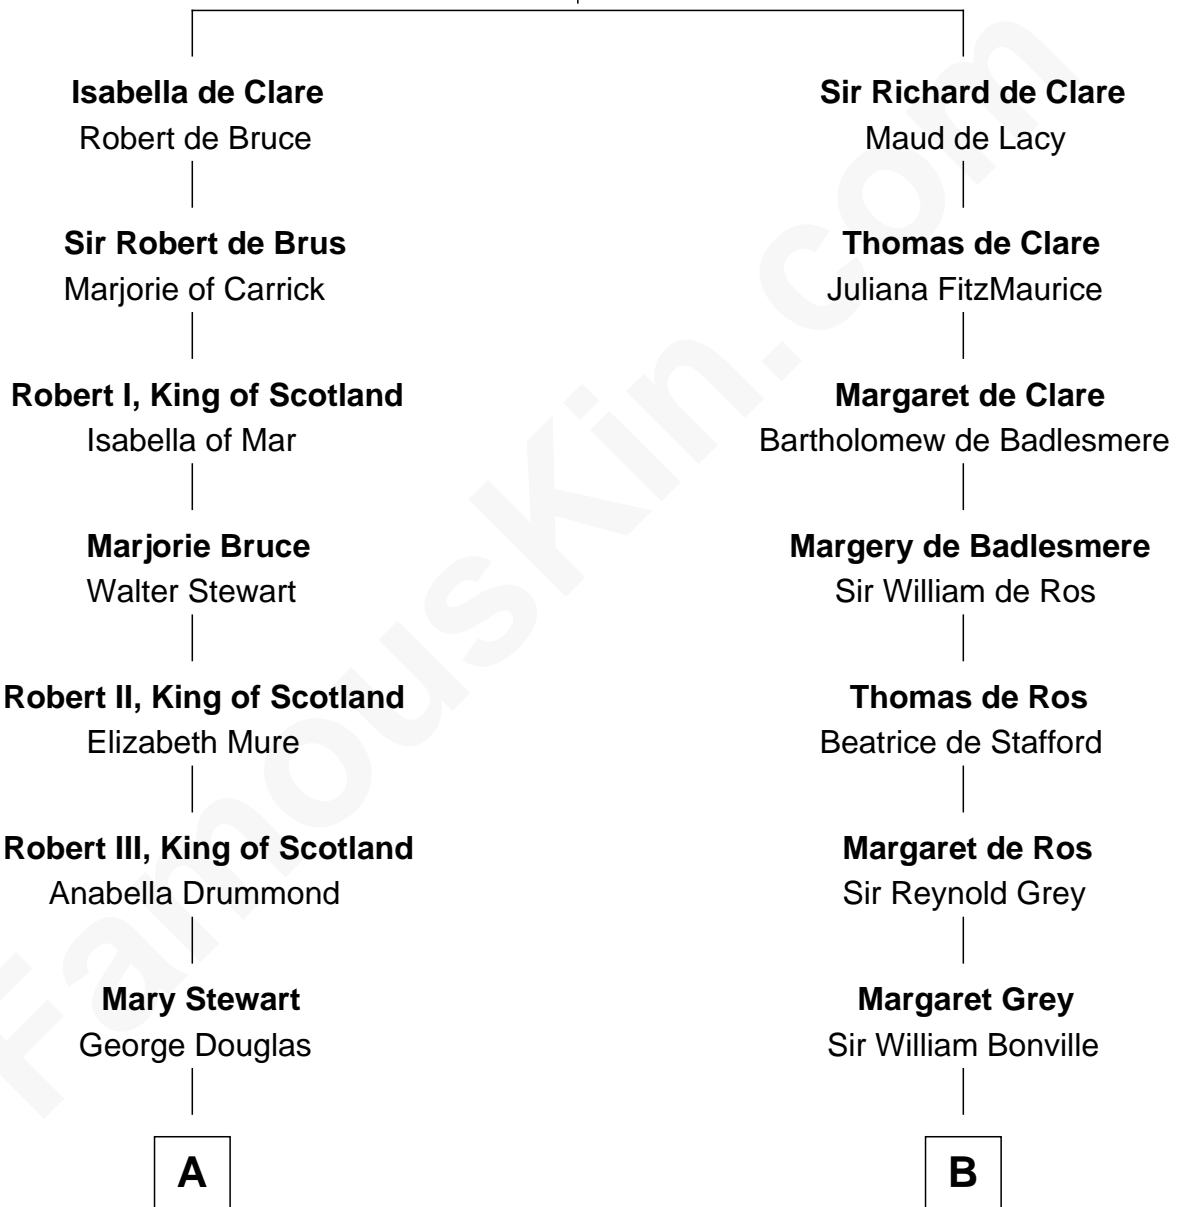 Isabella de Clare
Robert de Bruce
Sir Robert de Brus
Marjorie of Carrick
Robert I, King of Scotland
Isabella of Mar
Marjorie Bruce
Walter Stewart
Robert II, King of Scotland
Elizabeth Mure
Robert III, King of Scotland
Anabella Drummond
Mary Stewart
George Douglas
A
Sir Richard de Clare
Maud de Lacy
Thomas de Clare
Juliana FitzMaurice
Margaret de Clare
Bartholomew de Badlesmere
Margery de Badlesmere
Sir William de Ros
Thomas de Ros
Beatrice de Stafford
Margaret de Ros
Sir Reynold Grey
Margaret Grey
Sir William Bonville
B
FamousKin.com